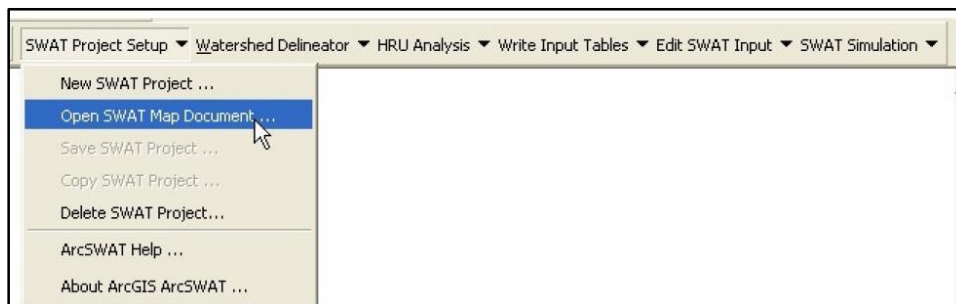 SWAT Project Setup Watershed Delineator HRU Analysis Write Input Tables Edit SWAT Input SWAT Simulation
New SWAT Project ...
Open SWAT Map Document ...
Save SWAT Project ...
Copy SWAT Project ...
Delete SWAT Project...
ArcSWAT Help ...
About ArcGIS ArcSWAT ...